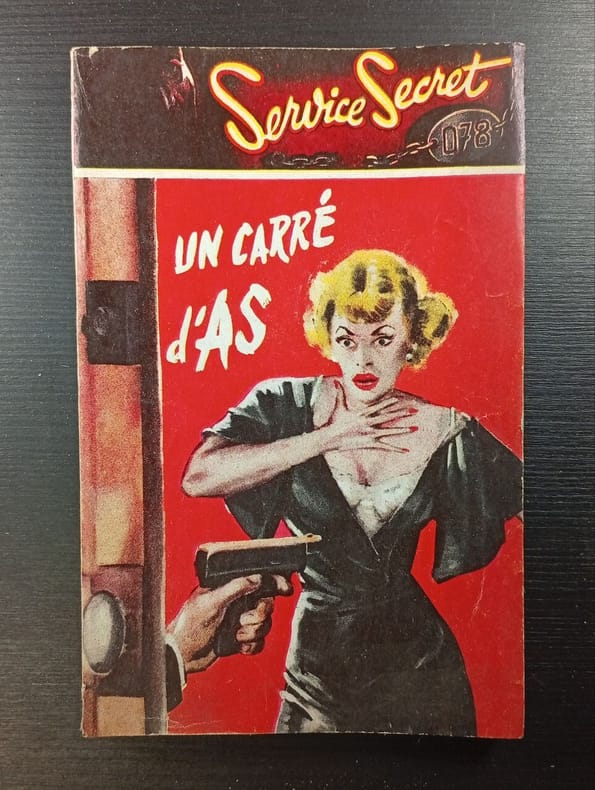 Service Secret
078
UN CARRÉ
d'AS